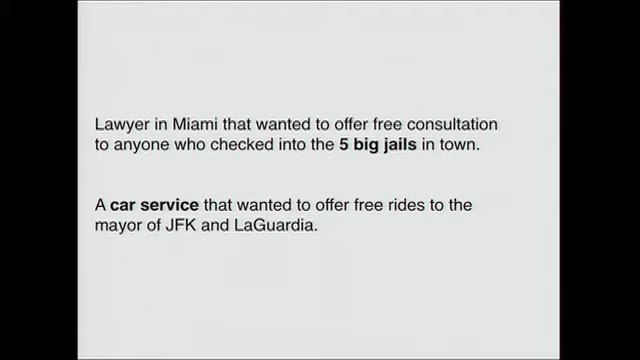 Lawyer in Miami that wanted to offer free consultation
to anyone who checked into the 5 big jails in town.
A car service that wanted to offer free rides to the
mayor of JFK and LaGuardia.